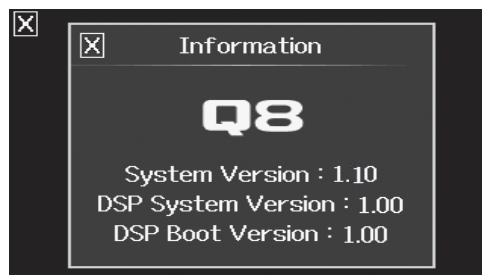 X
X Information
Q8
System Version : 1.10
DSP System Version : 1.00
DSP Boot Version : 1.00